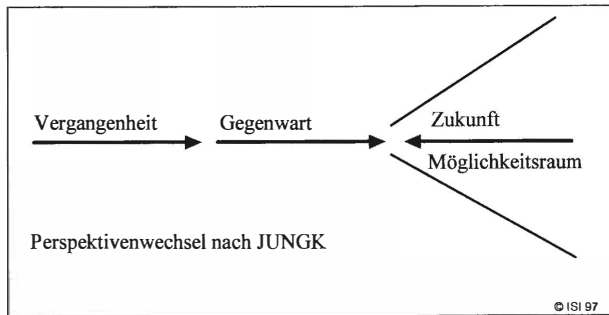 Vergangenheit
Gegenwart
Zukunft
Möglichkeitsraum
Perspektivenwechsel nach JUNGK
© ISI 97